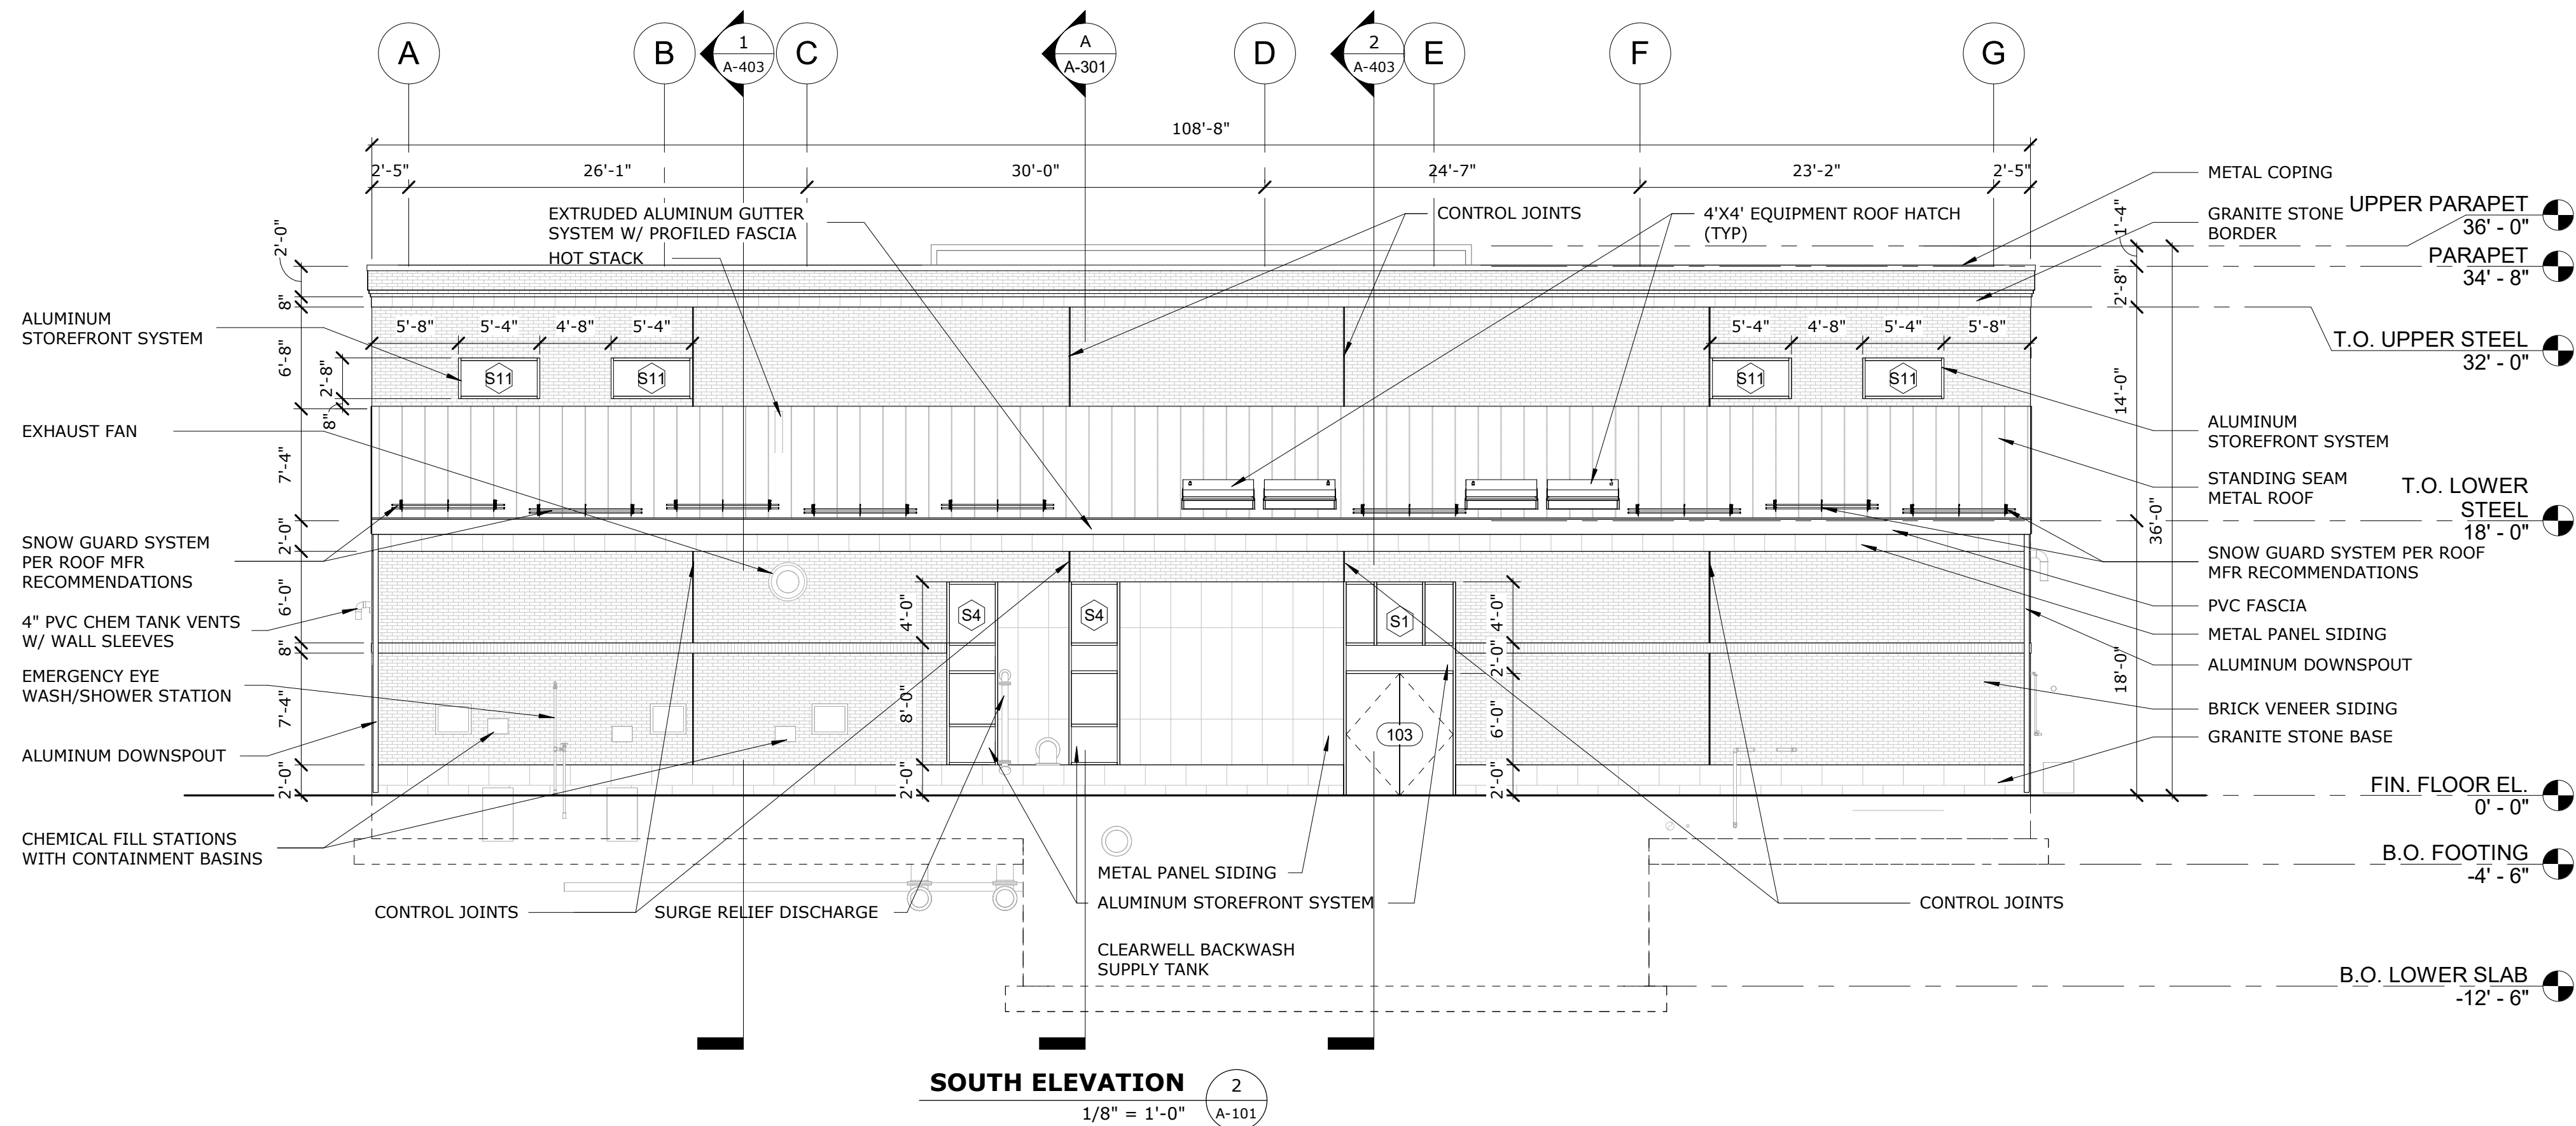 A
B
1
A-403
C
A
A-301
D
2
A-403
E
F
G
108'-8"
2'-5"
26'-1"
30'-0"
24'-7"
23'-2"
2'-5"
EXTRUDED ALUMINUM GUTTER
SYSTEM W/ PROFILED FASCIA
HOT STACK
CONTROL JOINTS
4'X4' EQUIPMENT ROOF HATCH
(TYP)
METAL COPING
GRANITE STONE
BORDER
UPPER PARAPET
36' - 0"
PARAPET
34' - 8"
T.O. UPPER STEEL
32' - 0"
1'-4"
2'-8"
14'-0"
36'-0"
18'-0"
2'-0"
8"
6'-8"
2'-8"
8"
7'-4"
2'-0"
6'-0"
8"
7'-4"
2'-0"
ALUMINUM
STOREFRONT SYSTEM
5'-8"
5'-4"
4'-8"
5'-4"
5'-4"
4'-8"
5'-4"
5'-8"
S11
S11
S11
S11
EXHAUST FAN
ALUMINUM
STOREFRONT SYSTEM
STANDING SEAM
METAL ROOF
T.O. LOWER
STEEL
18' - 0"
SNOW GUARD SYSTEM
PER ROOF MFR
RECOMMENDATIONS
SNOW GUARD SYSTEM PER ROOF
MFR RECOMMENDATIONS
4" PVC CHEM TANK VENTS
W/ WALL SLEEVES
PVC FASCIA
METAL PANEL SIDING
ALUMINUM DOWNSPOUT
4'-0"
8'-0"
2'-0"
S4
S4
S1
4'-0"
2'-0"
6'-0"
2'-0"
103
EMERGENCY EYE
WASH/SHOWER STATION
BRICK VENEER SIDING
GRANITE STONE BASE
ALUMINUM DOWNSPOUT
FIN. FLOOR EL.
0' - 0"
CHEMICAL FILL STATIONS
WITH CONTAINMENT BASINS
B.O. FOOTING
-4' - 6"
METAL PANEL SIDING
ALUMINUM STOREFRONT SYSTEM
CONTROL JOINTS
SURGE RELIEF DISCHARGE
CONTROL JOINTS
CLEARWELL BACKWASH
SUPPLY TANK
B.O. LOWER SLAB
-12' - 6"
SOUTH ELEVATION
1/8" = 1'-0"
2
A-101